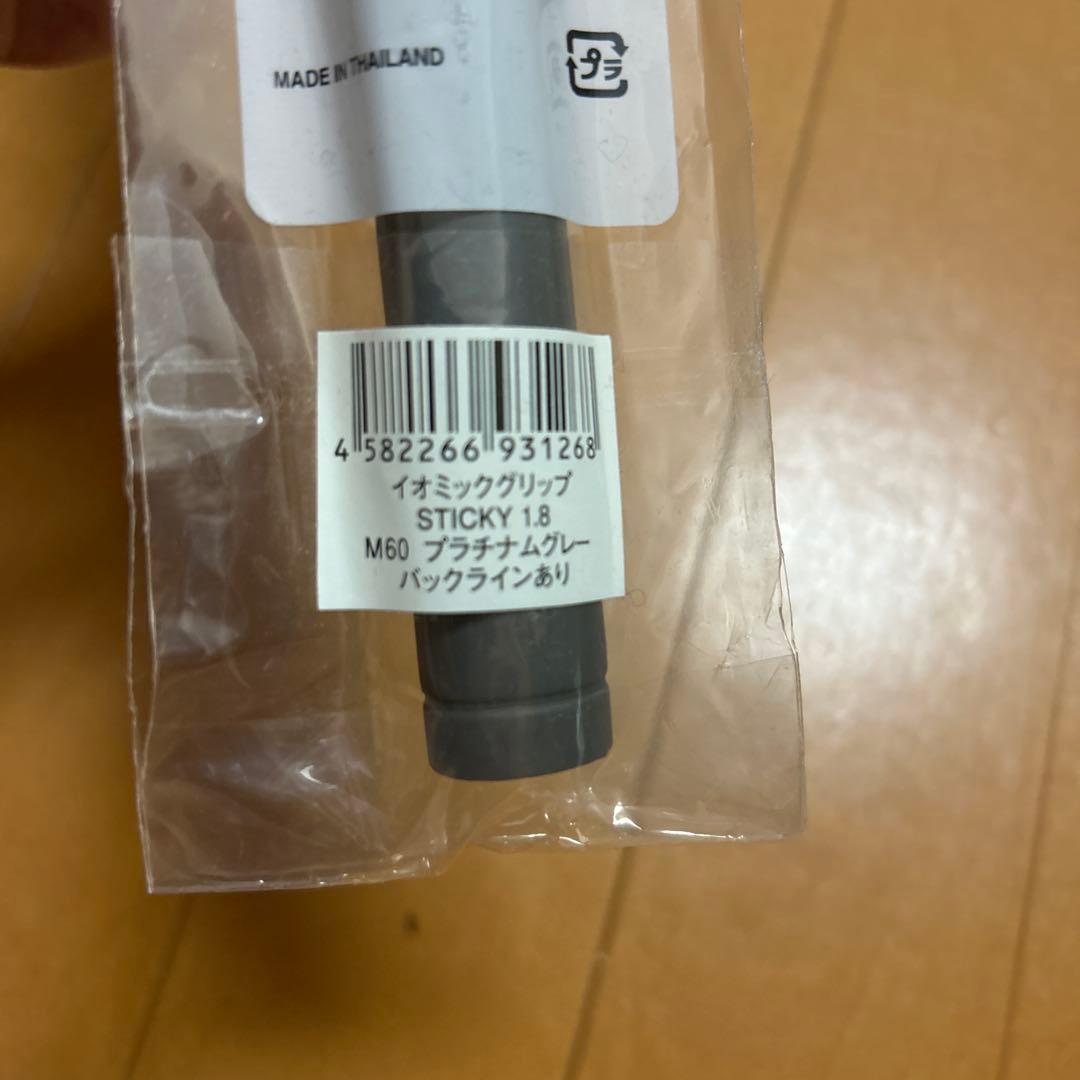 MADE IN THAILAND
プラ
4 582266 931268
イオミックグリップ
STICKY 1.8
M60 プラチナムグレー
バックラインあり